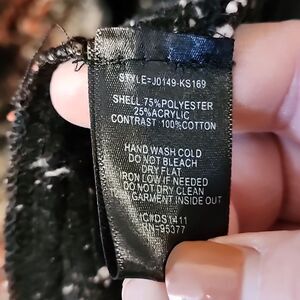 STYLE=J0149-KS169
SHELL 75%POLYESTER
25%ACRYLIC
CONTRAST 100%COTTON
HAND WASH COLD
DO NOT BLEACH
DRY FLAT
IRON LOW IF NEEDED
DO NOT DRY CLEAN
GARMENT INSIDE OUT
IC#DS1411
RN=95377